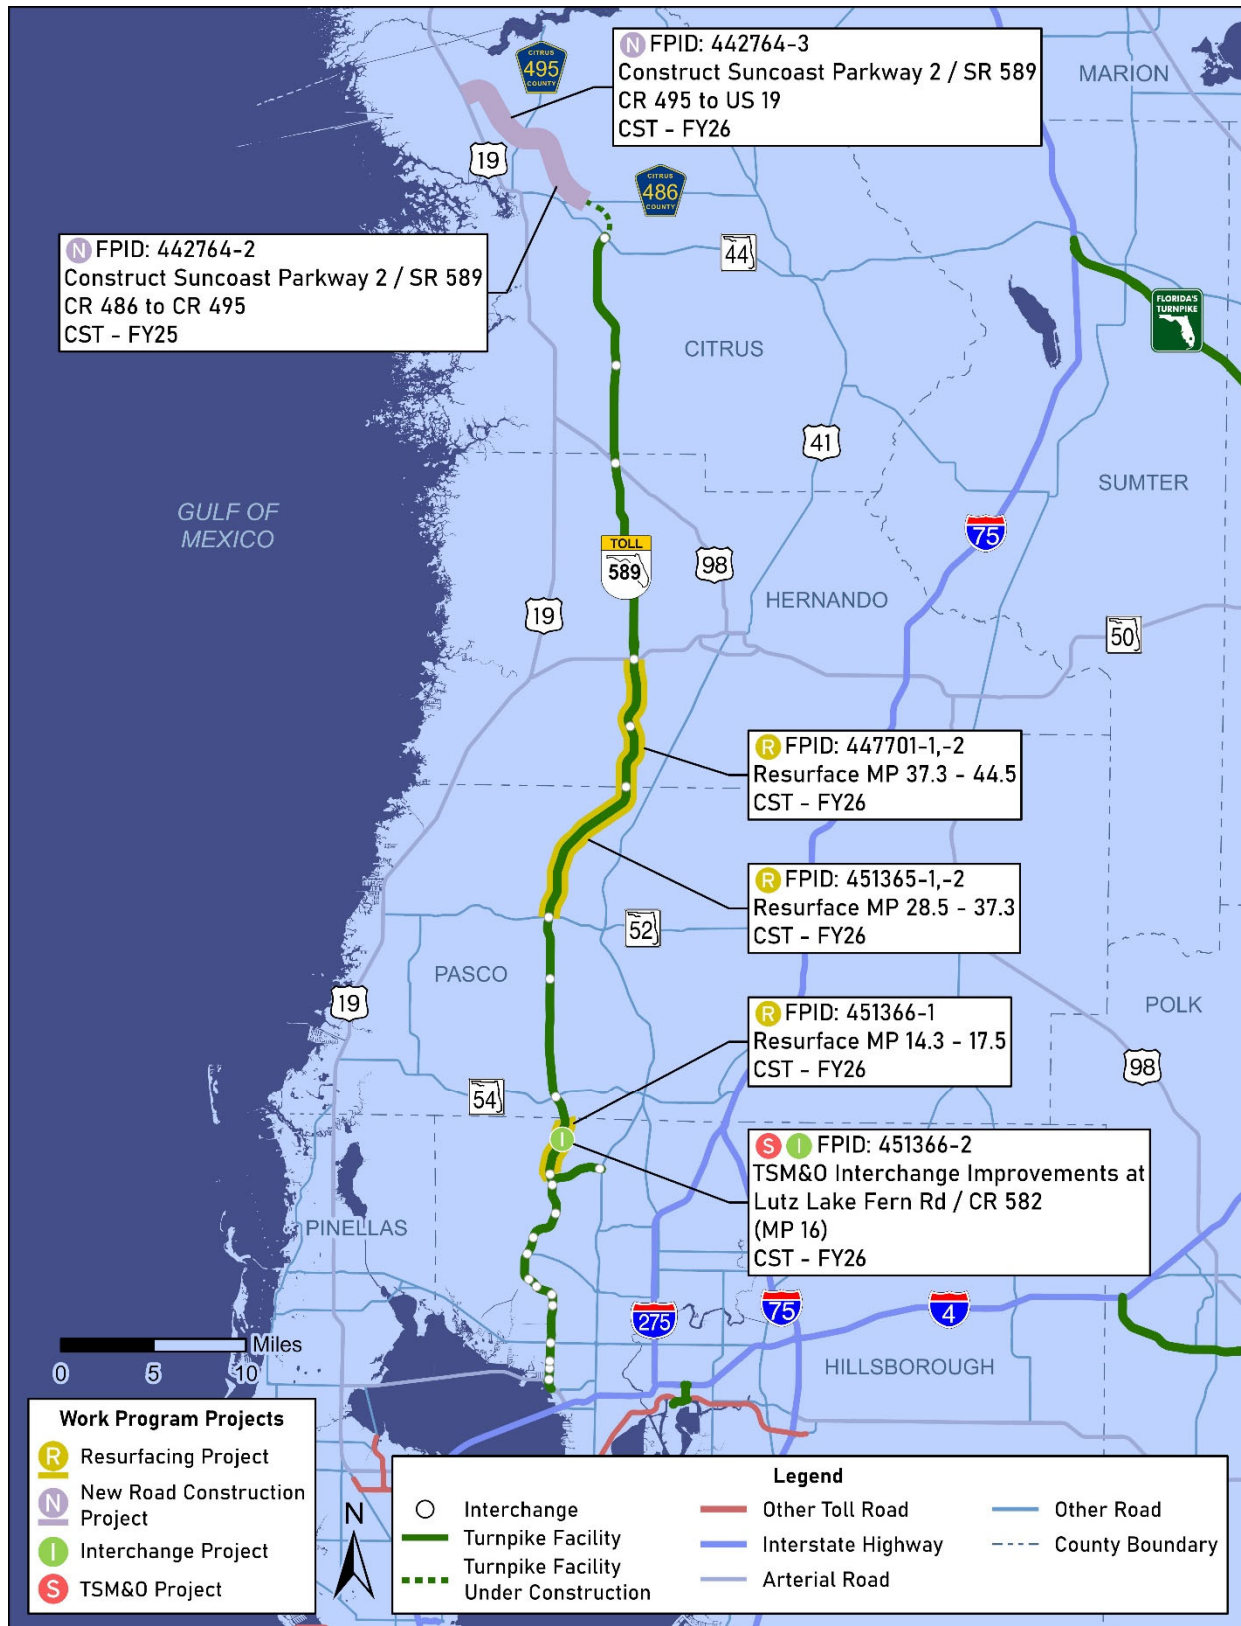 CITRUS
495
COUNTY
N FPID: 442764-3
Construct Suncoast Parkway 2 / SR 589
CR 495 to US 19
CST - FY26
MARION
19
CITRUS
486
COUNTY
N FPID: 442764-2
Construct Suncoast Parkway 2 / SR 589
CR 486 to CR 495
CST - FY25
44
FLORIDA'S
TURNPIKE
CITRUS
41
SUMTER
GULF OF
MEXICO
75
TOLL
589
98
HERNANDO
19
50
R FPID: 447701-1,-2
Resurface MP 37.3 - 44.5
CST - FY26
R FPID: 451365-1,-2
Resurface MP 28.5 - 37.3
CST - FY26
52
PASCO
19
POLK
R FPID: 451366-1
Resurface MP 14.3 - 17.5
CST - FY26
98
54
I
S I FPID: 451366-2
TSM&O Interchange Improvements at
Lutz Lake Fern Rd / CR 582
(MP 16)
CST - FY26
PINELLAS
275
75
4
HILLSBOROUGH
Miles
0 5 10
Work Program Projects
R Resurfacing Project
N New Road Construction
Project
I Interchange Project
S TSM&O Project
N
Legend
Interchange
Turnpike Facility
Turnpike Facility
Under Construction
Other Toll Road
Interstate Highway
Arterial Road
Other Road
County Boundary